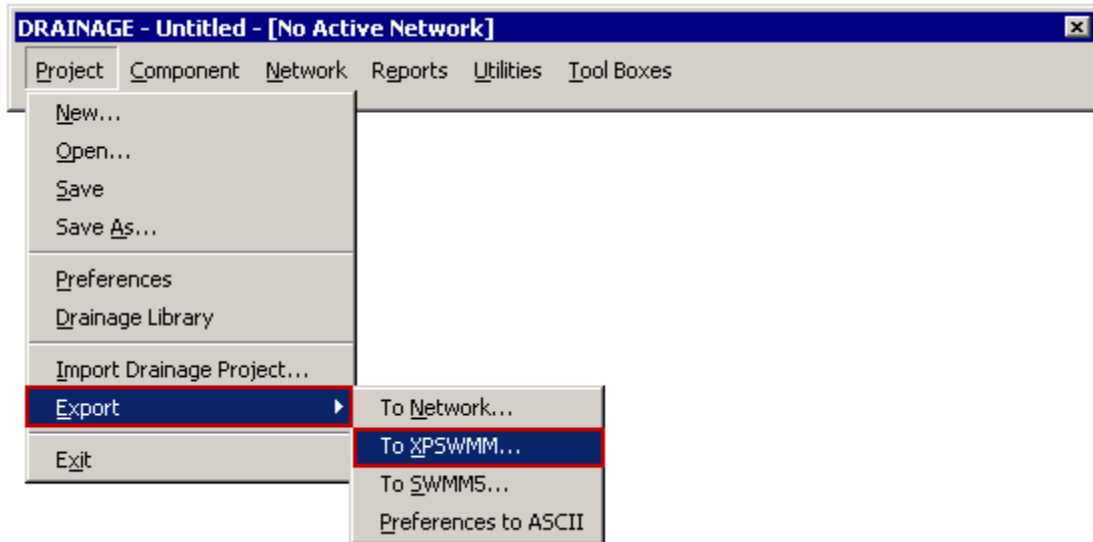 DRAINAGE - Untitled - [No Active Network]
Project Component Network Reports Utilities Tool Boxes
New...
Open...
Save
Save As...
Preferences
Drainage Library
Import Drainage Project...
Export
To Network...
To XPSWMM...
To SWMM5...
Preferences to ASCII
Exit